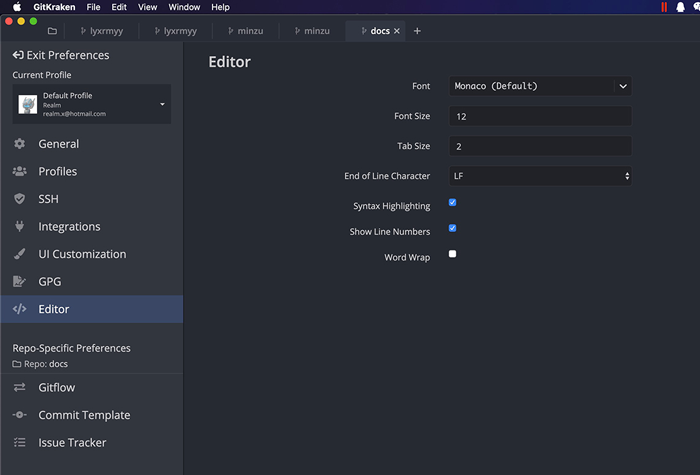 GitKraken File Edit View Window Help
lyxrmyy lyxrmyy minzu minzu docs
Exit Preferences
Current Profile
Default Profile
Realm
realm.x@hotmail.com
General
Profiles
SSH
Integrations
UI Customization
GPG
Editor
Repo-Specific Preferences
Repo: docs
Gitflow
Commit Template
Issue Tracker
Editor
Font Monaco (Default)
Font Size 12
Tab Size 2
End of Line Character LF
Syntax Highlighting
Show Line Numbers
Word Wrap